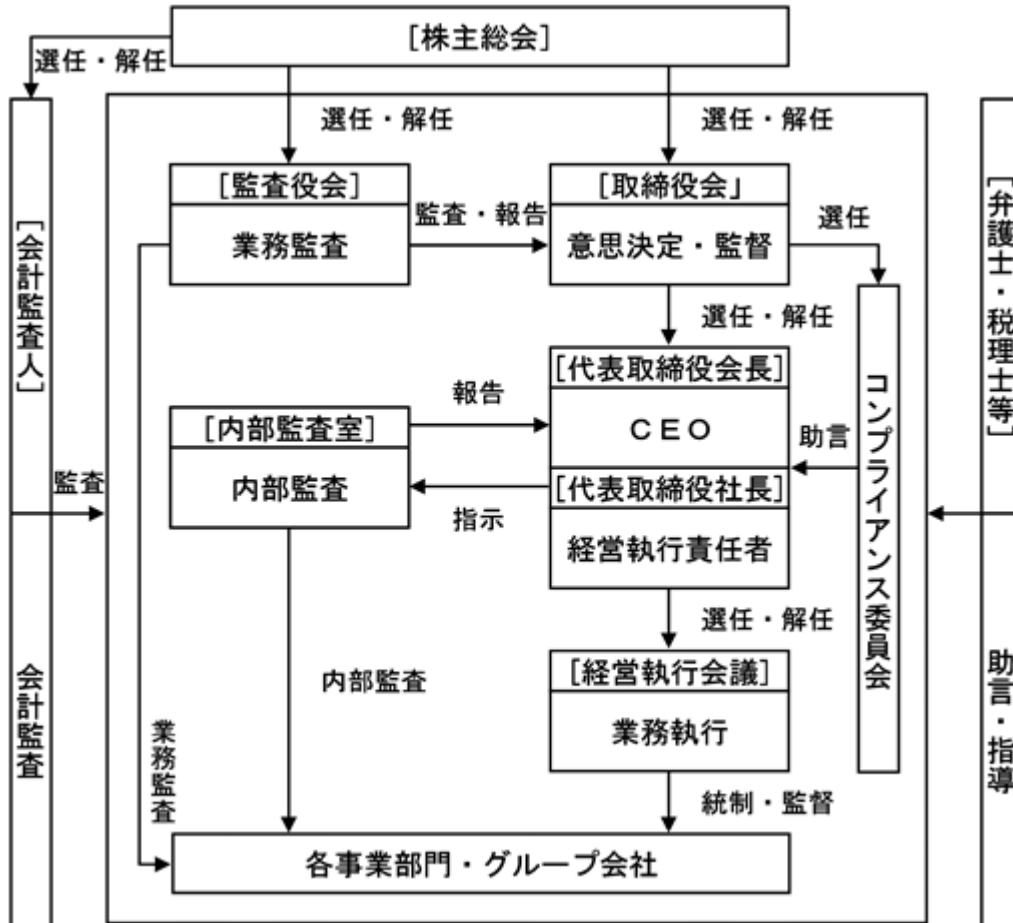 [株主総会]
選任・解任
選任・解任
選任・解任
[監査役会]
業務監査
監査・報告
[取締役会」
意思決定・監督
選任
選任・解任
[会計監査人]
会計監査
監査
[代表取締役会長]
CEO
報告
[内部監査室]
内部監査
指示
[代表取締役社長]
経営執行責任者
助言
コンプライアンス委員会
選任・解任
[経営執行会議]
業務執行
内部監査
業務監査
統制・監督
各事業部門・グループ会社
[弁護士・税理士等]
助言・指導